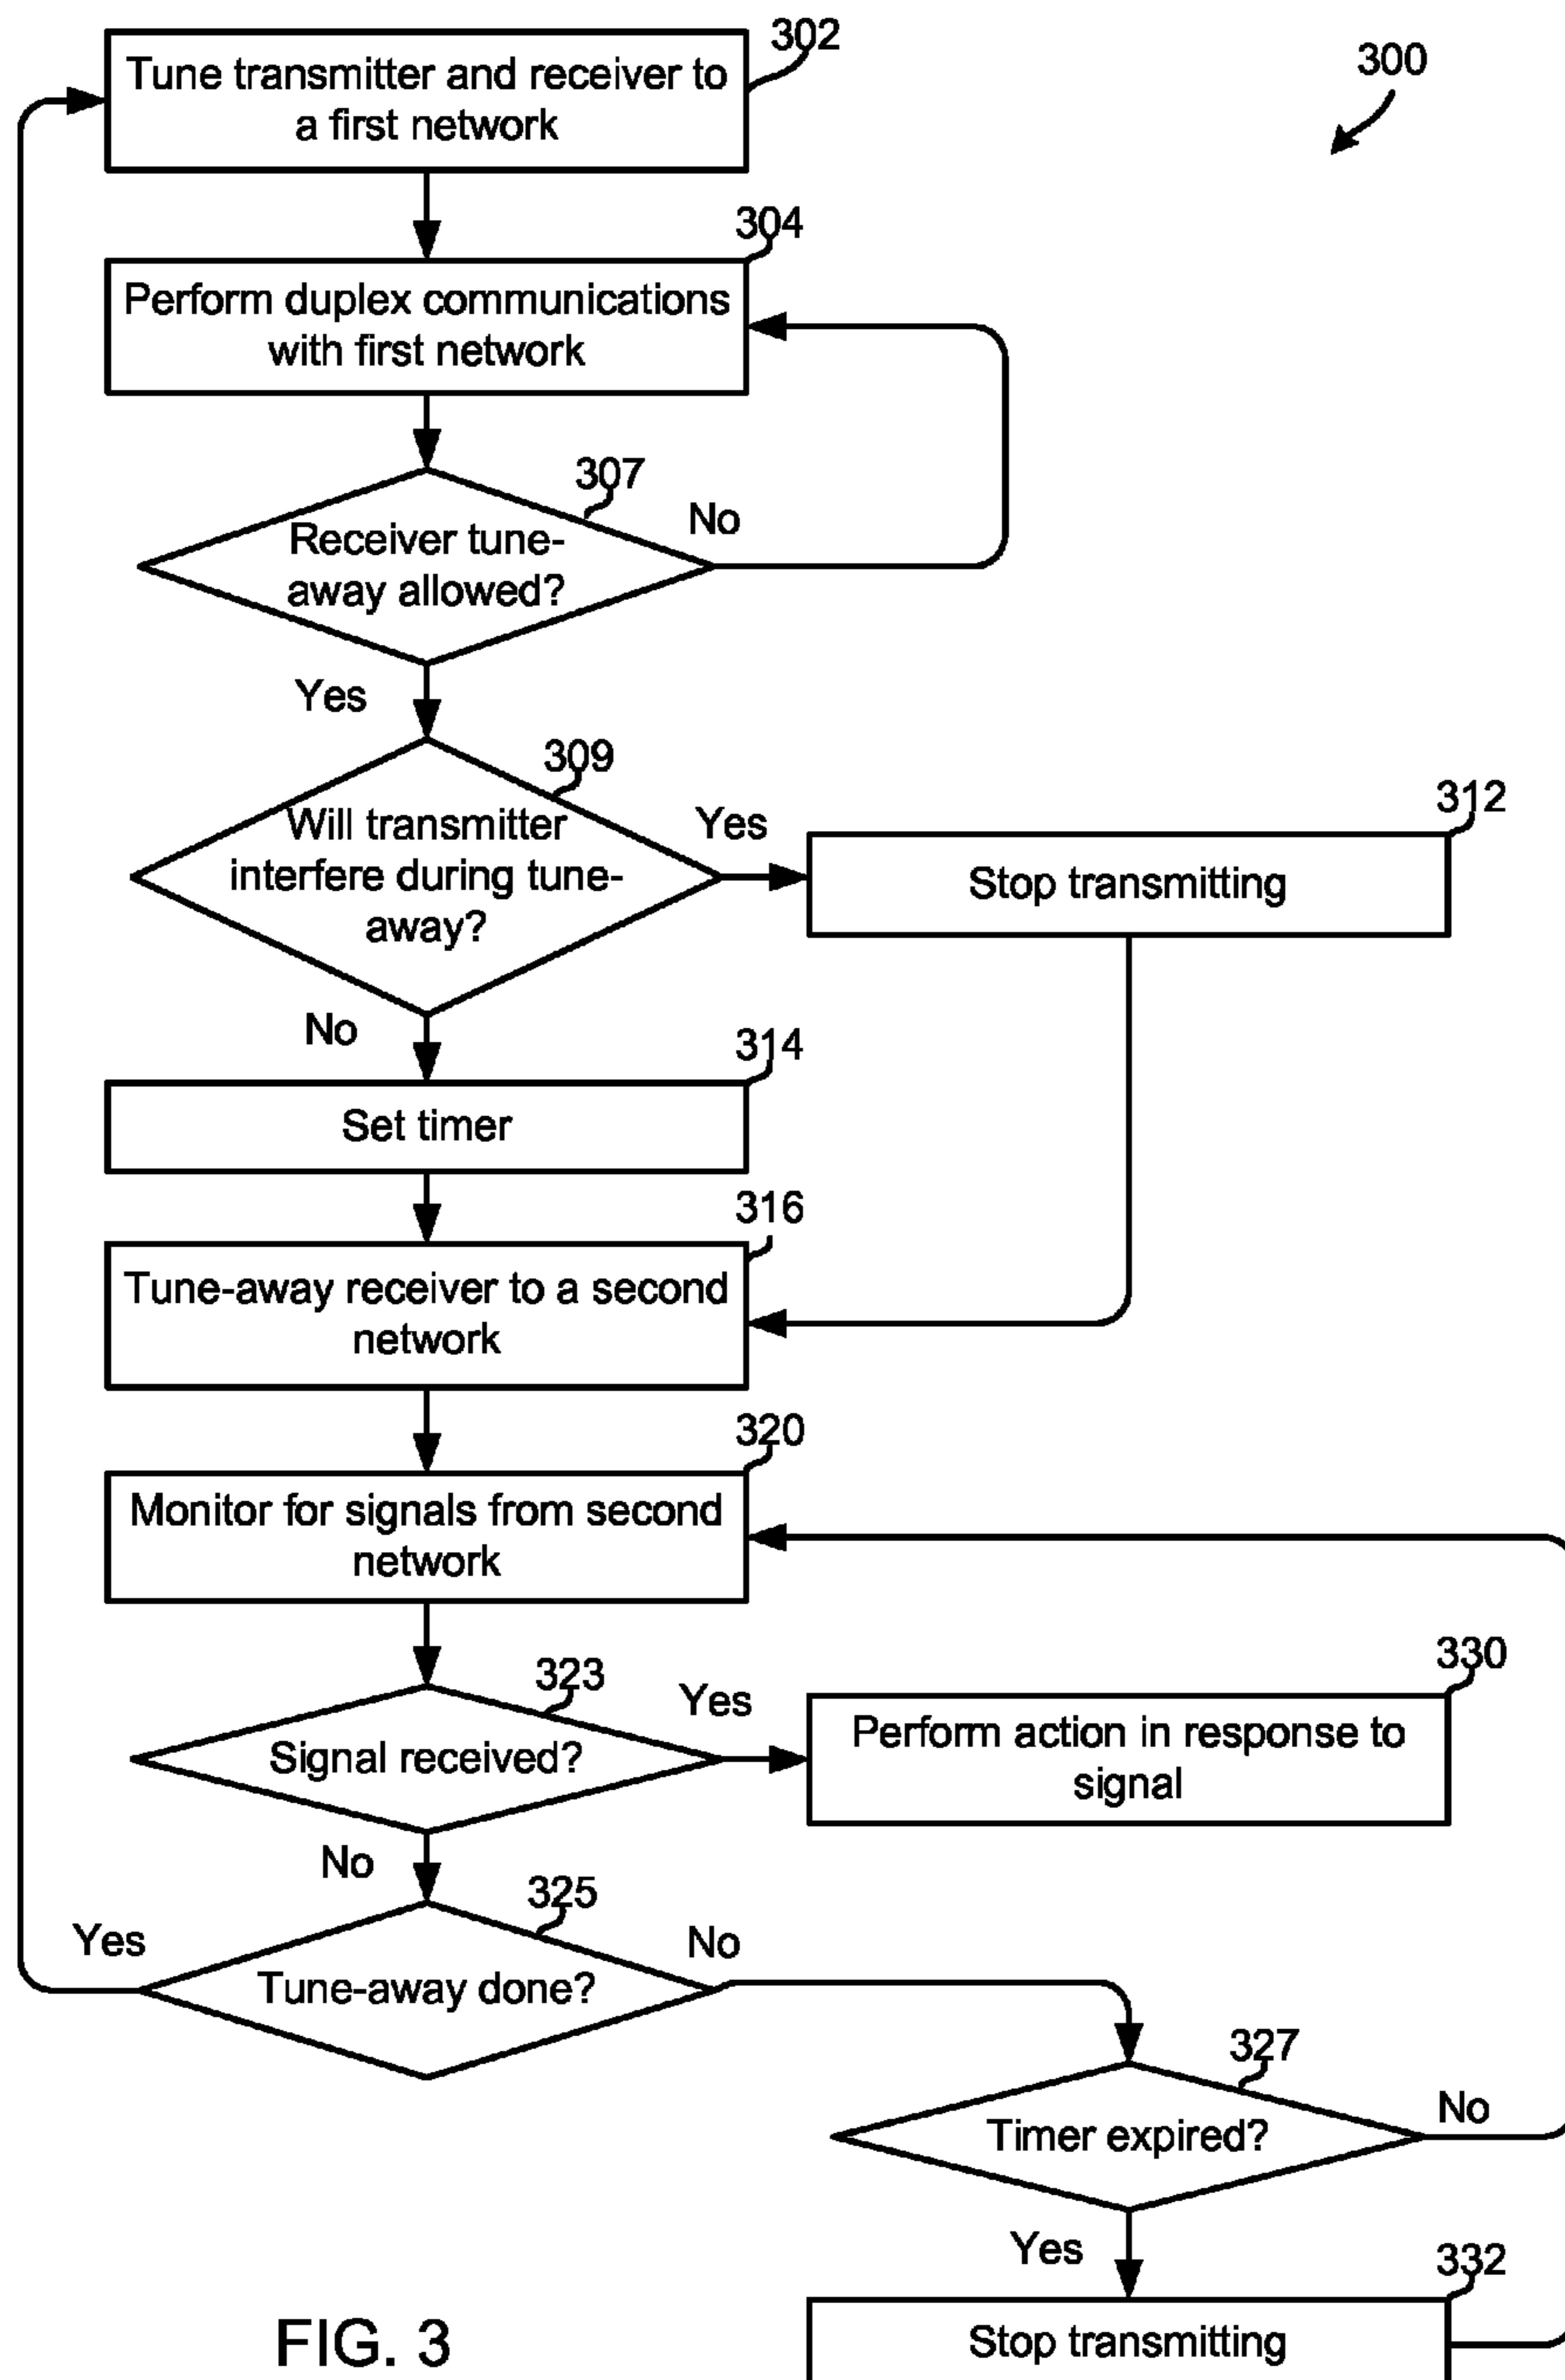 302
Tune transmitter and receiver to
a first network
300
304
Perform duplex communications
with first network
307
Receiver tune-
away allowed?
No
Yes
309
Will transmitter
interfere during tune-
away?
Yes
312
Stop transmitting
No
314
Set timer
316
Tune-away receiver to a second
network
320
Monitor for signals from second
network
323
Signal received?
Yes
330
Perform action in response to
signal
No
325
Tune-away done?
Yes
No
327
Timer expired?
No
Yes
332
Stop transmitting
FIG. 3